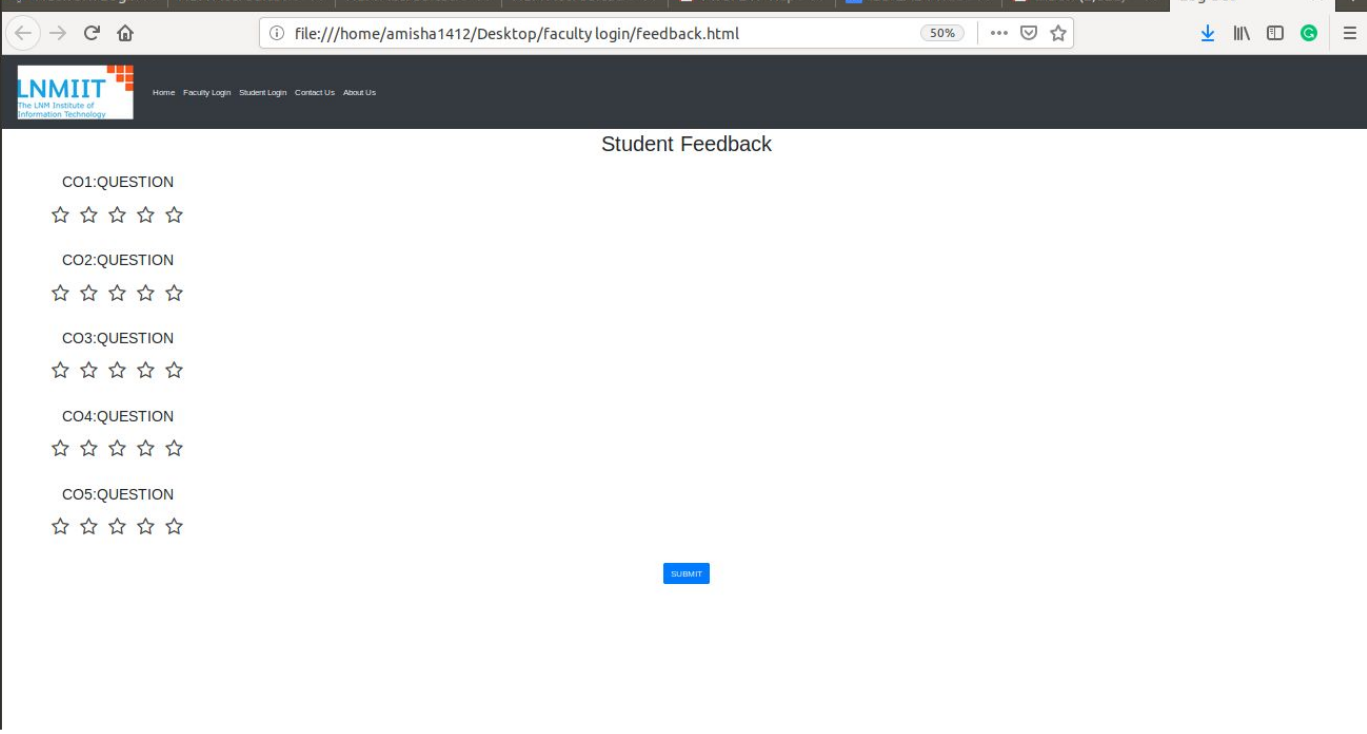 file:///home/amisha1412/Desktop/faculty login/feedback.html
50%
LNMIIT
The LNM Institute of
Information Technology
Home Faculty Login Student Login Contact Us About Us
Student Feedback
CO1:QUESTION
CO2:QUESTION
CO3:QUESTION
CO4:QUESTION
CO5:QUESTION
SUBMIT